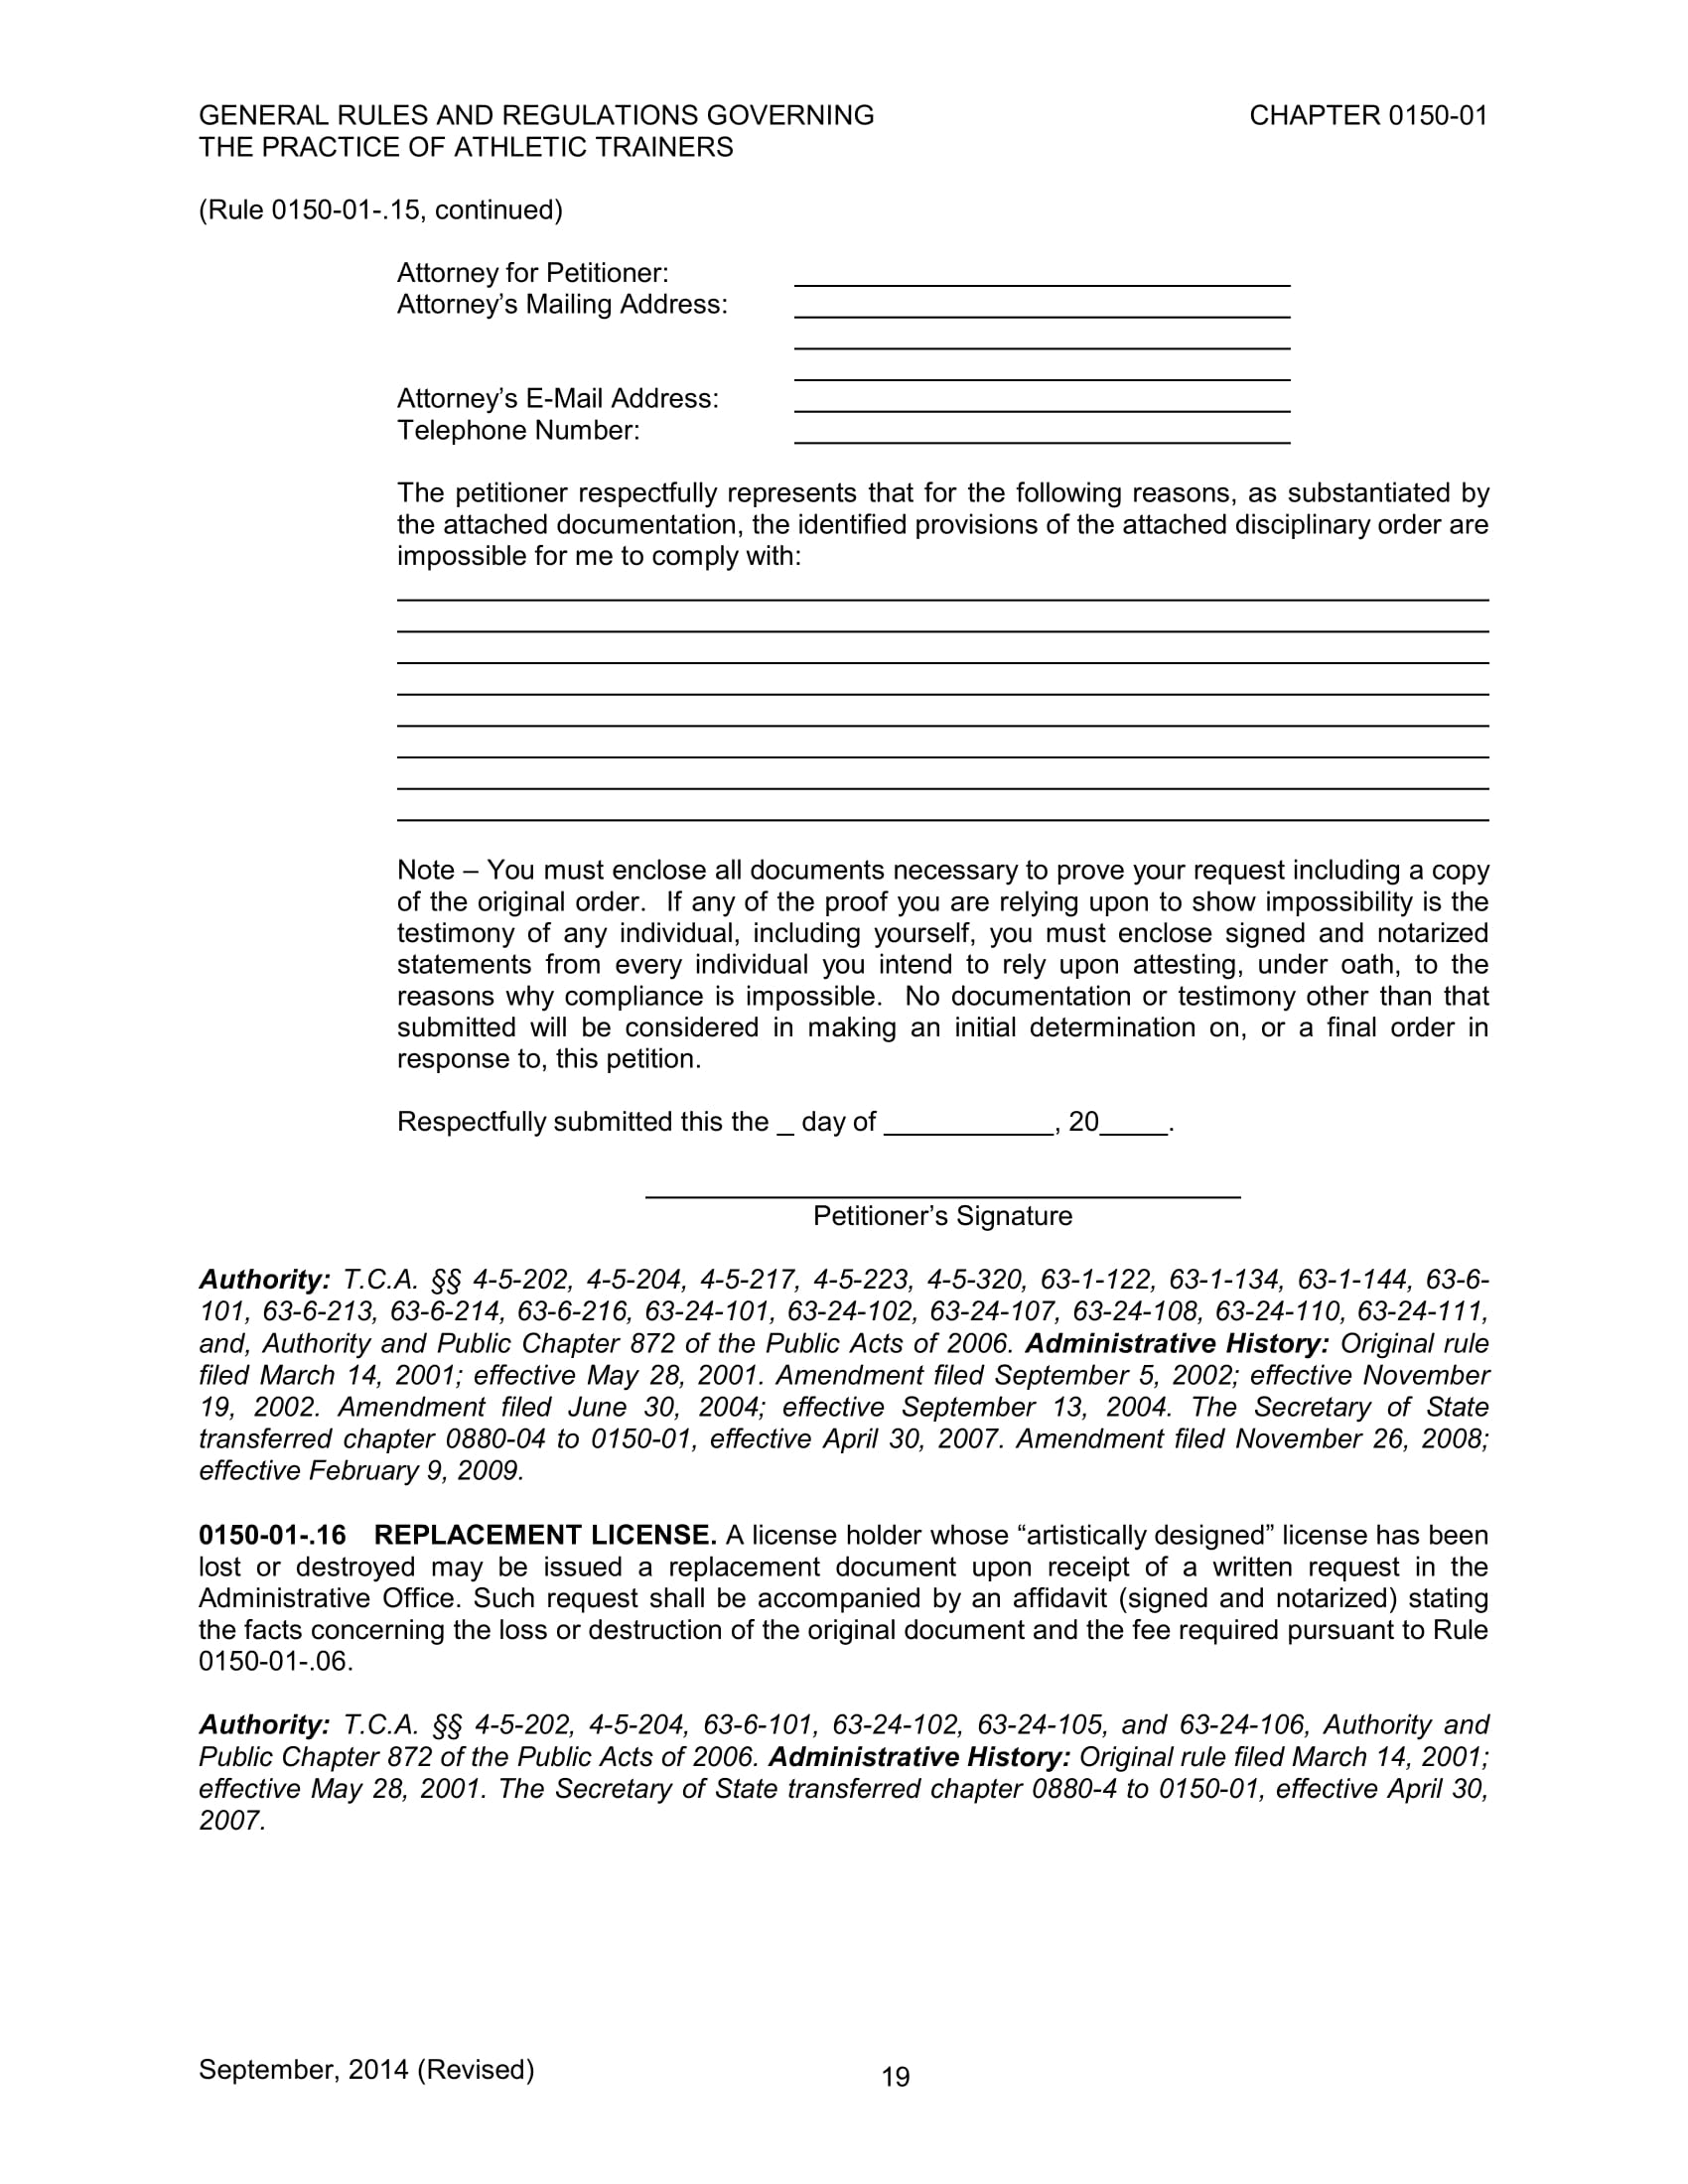 GENERAL RULES AND REGULATIONS GOVERNING CHAPTER 0150-01
THE PRACTICE OF ATHLETIC TRAINERS
(Rule 0150-01-.15, continued)
Attorney for Petitioner: ______________________________
Attorney’s Mailing Address: ______________________________
______________________________
______________________________
Attorney’s E-Mail Address: ______________________________
Telephone Number: ______________________________
The petitioner respectfully represents that for the following reasons, as substantiated by
the attached documentation, the identified provisions of the attached disciplinary order are
impossible for me to comply with:
Note – You must enclose all documents necessary to prove your request including a copy
of the original order. If any of the proof you are relying upon to show impossibility is the
testimony of any individual, including yourself, you must enclose signed and notarized
statements from every individual you intend to rely upon attesting, under oath, to the
reasons why compliance is impossible. No documentation or testimony other than that
submitted will be considered in making an initial determination on, or a final order in
response to, this petition.
Respectfully submitted this the _ day of ___________, 20____.
Petitioner’s Signature
Authority: T.C.A. §§ 4-5-202, 4-5-204, 4-5-217, 4-5-223, 4-5-320, 63-1-122, 63-1-134, 63-1-144, 63-6-
101, 63-6-213, 63-6-214, 63-6-216, 63-24-101, 63-24-102, 63-24-107, 63-24-108, 63-24-110, 63-24-111,
and, Authority and Public Chapter 872 of the Public Acts of 2006. Administrative History: Original rule
filed March 14, 2001; effective May 28, 2001. Amendment filed September 5, 2002; effective November
19, 2002. Amendment filed June 30, 2004; effective September 13, 2004. The Secretary of State
transferred chapter 0880-04 to 0150-01, effective April 30, 2007. Amendment filed November 26, 2008;
effective February 9, 2009.
0150-01-.16 REPLACEMENT LICENSE. A license holder whose “artistically designed” license has been
lost or destroyed may be issued a replacement document upon receipt of a written request in the
Administrative Office. Such request shall be accompanied by an affidavit (signed and notarized) stating
the facts concerning the loss or destruction of the original document and the fee required pursuant to Rule
0150-01-.06.
Authority: T.C.A. §§ 4-5-202, 4-5-204, 63-6-101, 63-24-102, 63-24-105, and 63-24-106, Authority and
Public Chapter 872 of the Public Acts of 2006. Administrative History: Original rule filed March 14, 2001;
effective May 28, 2001. The Secretary of State transferred chapter 0880-4 to 0150-01, effective April 30,
2007.
September, 2014 (Revised) 19